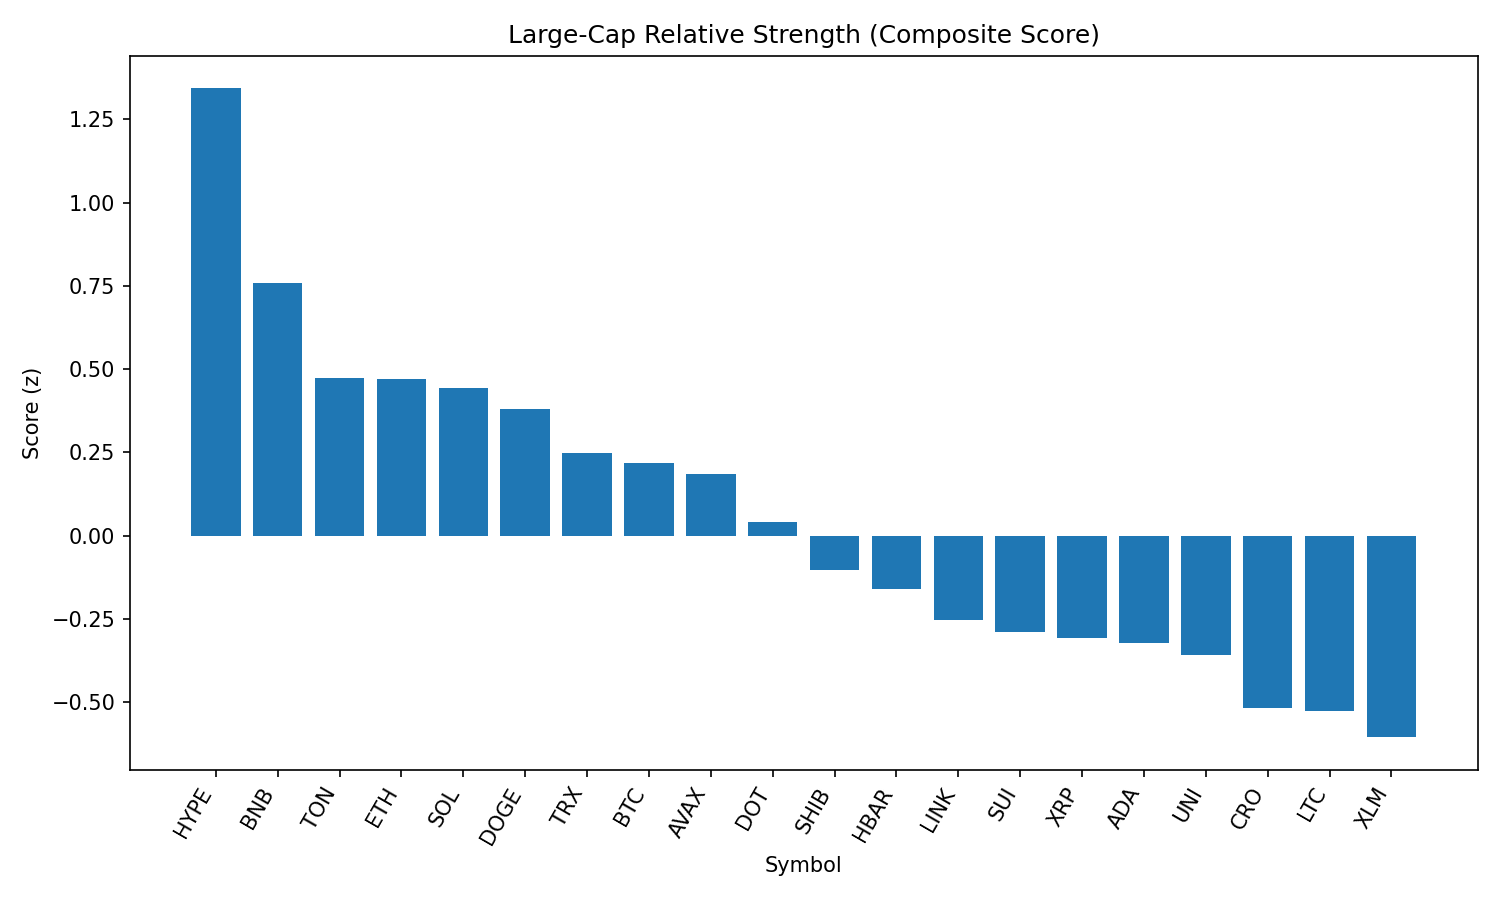 Large-Cap Relative Strength (Composite Score)
Score (z)
1.25
1.00
0.75
0.50
0.25
0.00
−0.25
−0.50
HYPE BNB TON ETH SOL DOGE TRX BTC AVAX DOT SHIB HBAR LINK SUI XRP ADA UNI CRO LTC XLM
Symbol